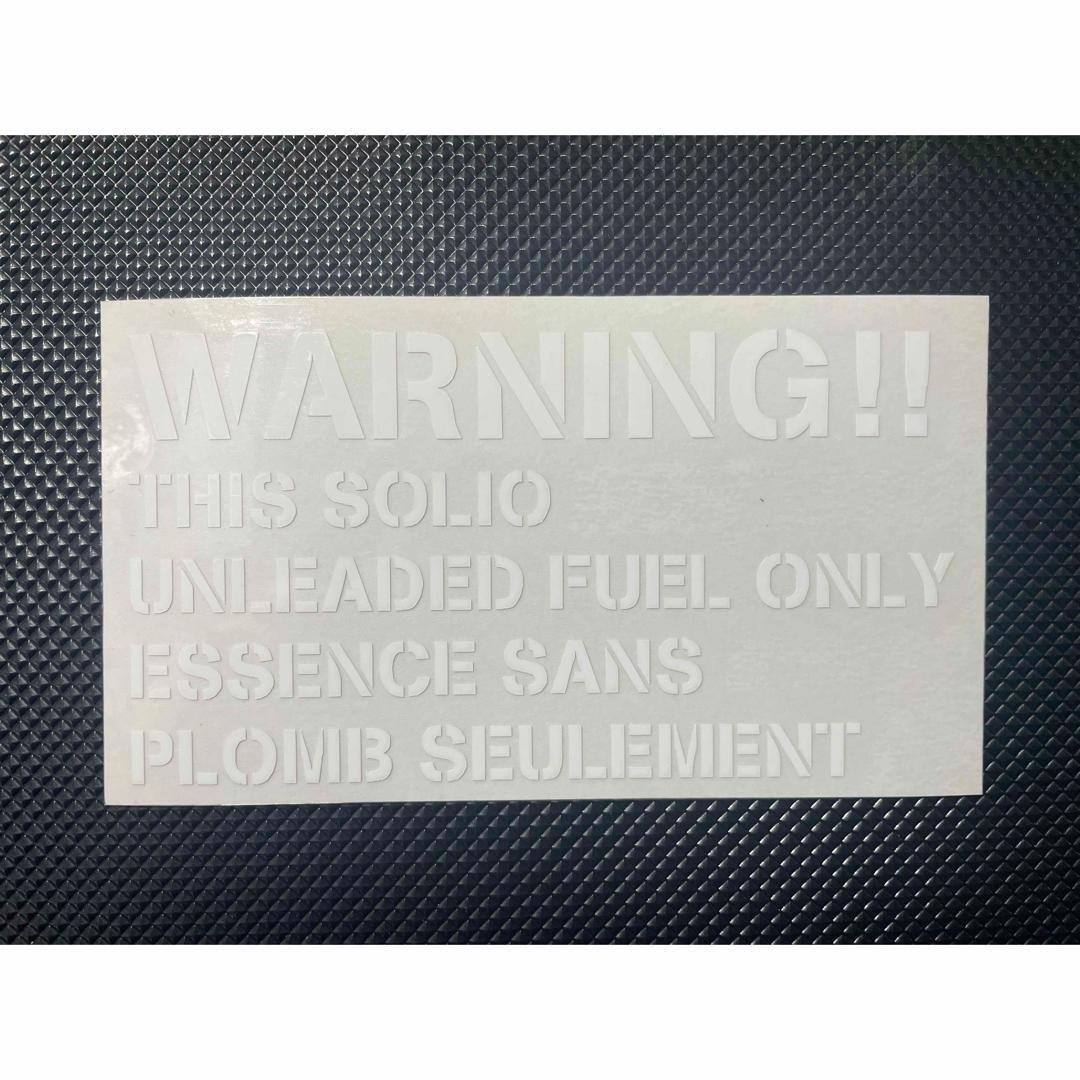 WARNING!!
THIS SOLIO
UNLEADED FUEL ONLY
ESSENCE SANS
PLOMB SEULEMENT